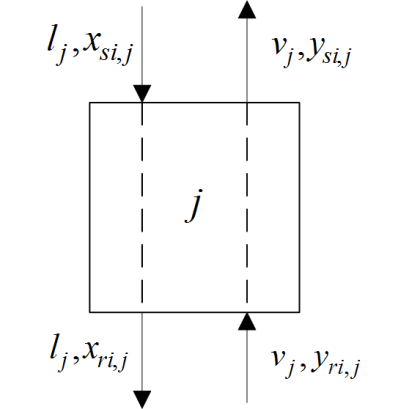 l_j, x_{si,j}
v_j, y_{si,j}
j
l_j, x_{ri,j}
v_j, y_{ri,j}